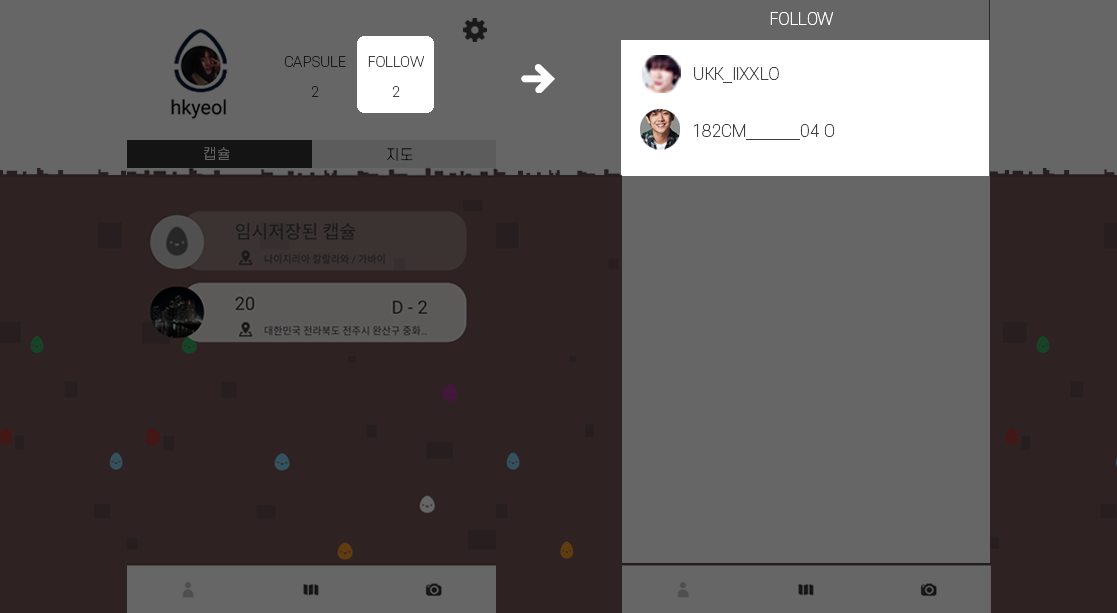 hkyeol
CAPSULE
2
FOLLOW
2
캡슐
지도
임시저장된 캡슐
나이지리아 칼랄라와 / 가바이
20
D - 2
대한민국 전라북도 전주시 완산구 중화...
FOLLOW
UKK_IIXXLO
182CM_______04 O